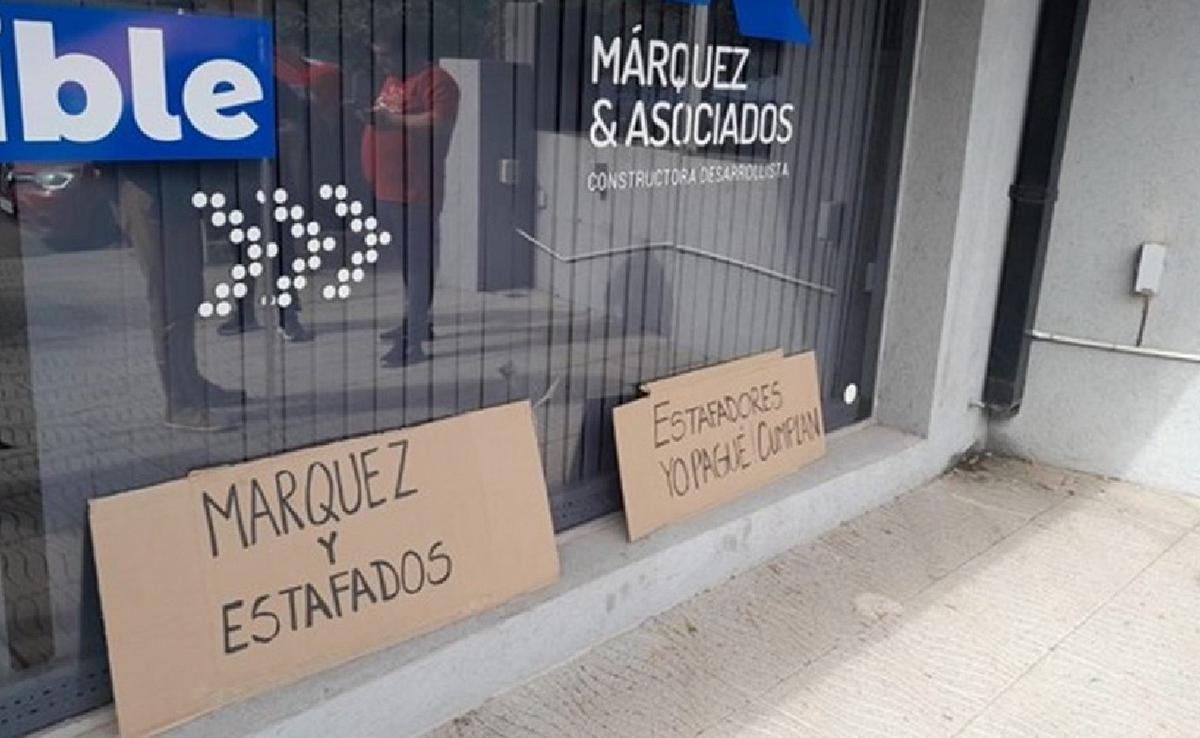 ible
MÁRQUEZ
& ASOCIADOS
CONSTRUCTORA DESARROLLISTA
MARQUEZ
Y
ESTAFADOS
ESTAFADORES
YO PAGUÉ! CUMPLAN